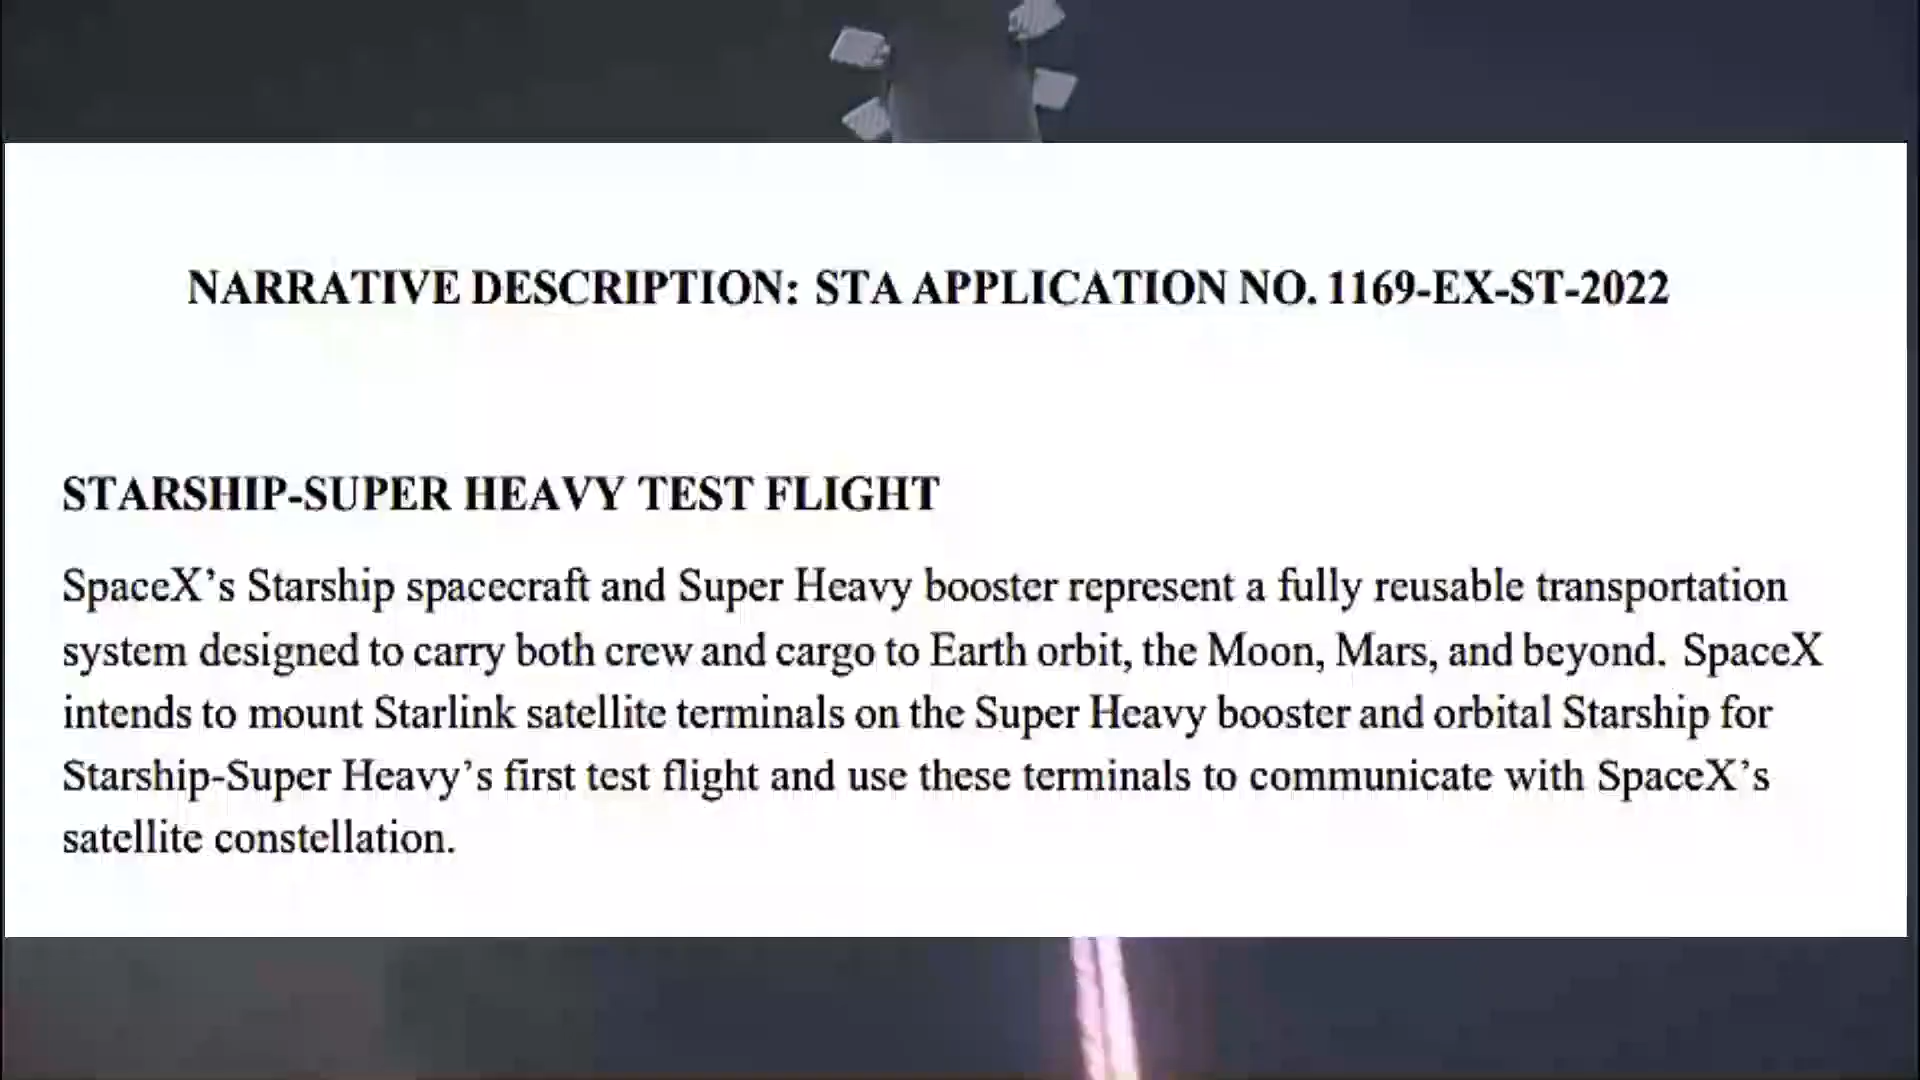 NARRATIVE DESCRIPTION: STA APPLICATION NO. 1169-EX-ST-2022
STARSHIP-SUPER HEAVY TEST FLIGHT
SpaceX’s Starship spacecraft and Super Heavy booster represent a fully reusable transportation
system designed to carry both crew and cargo to Earth orbit, the Moon, Mars, and beyond. SpaceX
intends to mount Starlink satellite terminals on the Super Heavy booster and orbital Starship for
Starship-Super Heavy’s first test flight and use these terminals to communicate with SpaceX’s
satellite constellation.